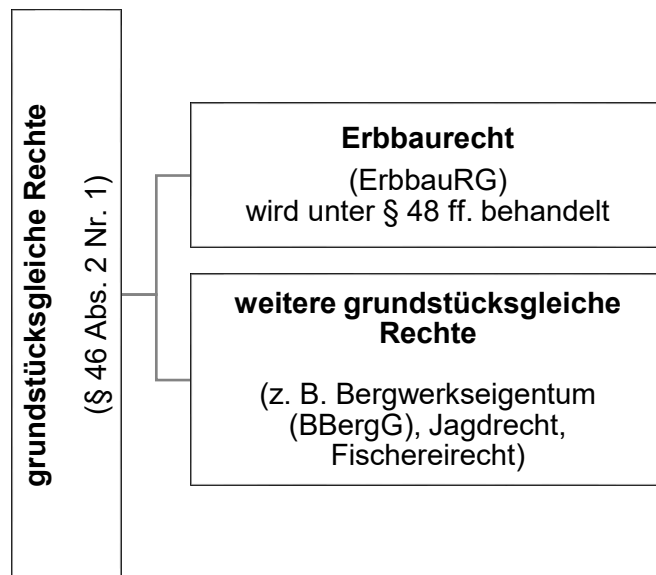 grundstücksgleiche Rechte
(§ 46 Abs. 2 Nr. 1)
Erbbaurecht
(ErbbauRG)
wird unter § 48 ff. behandelt
weitere grundstücksgleiche
Rechte
(z. B. Bergwerkseigentum
(BBergG), Jagdrecht,
Fischereirecht)